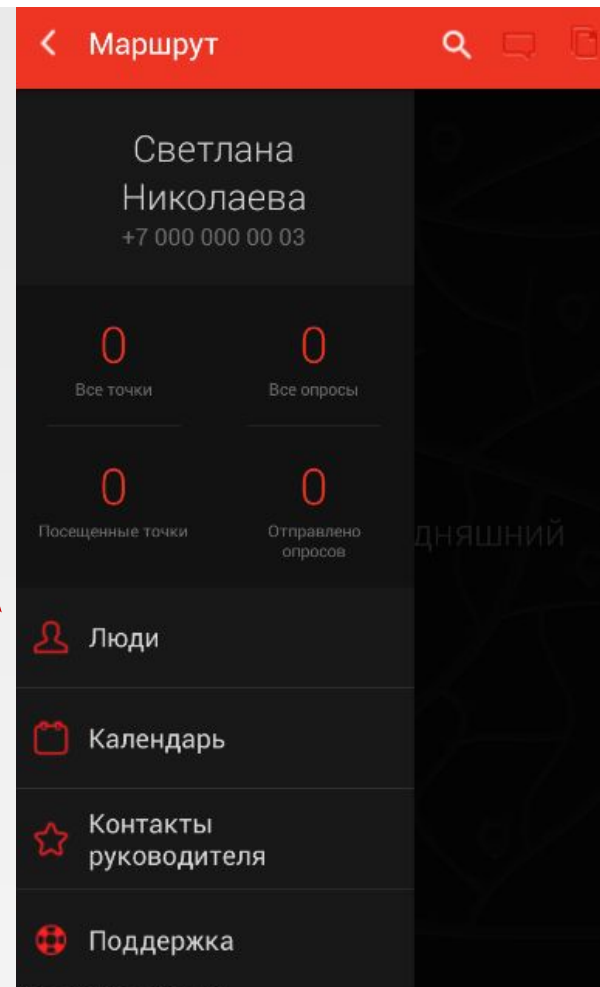 Маршрут
Светлана
Николаева
+7 000 000 00 03
0
0
Все точки
Все опросы
0
0
Посещенные точки
Отправлено
опросов
дняшний
Люди
Календарь
Контакты
руководителя
Поддержка